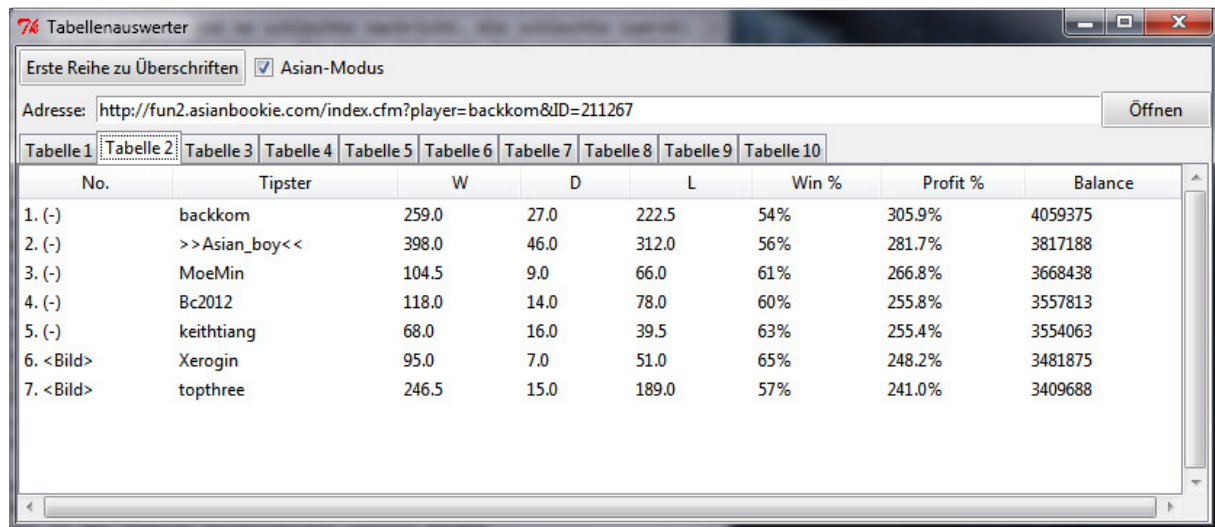 Tabellenauswerter
Erste Reihe zu Überschriften Asian-Modus
Adresse: http://fun2.asianbookie.com/index.cfm?player=backkom&ID=211267 Öffnen
Tabelle 1 Tabelle 2 Tabelle 3 Tabelle 4 Tabelle 5 Tabelle 6 Tabelle 7 Tabelle 8 Tabelle 9 Tabelle 10
No. Tipster W D L Win % Profit % Balance
1. (-) backkom 259.0 27.0 222.5 54% 305.9% 4059375
2. (-) >>Asian_boy<< 398.0 46.0 312.0 56% 281.7% 3817188
3. (-) MoeMin 104.5 9.0 66.0 61% 266.8% 3668438
4. (-) Bc2012 118.0 14.0 78.0 60% 255.8% 3557813
5. (-) keithtiang 68.0 16.0 39.5 63% 255.4% 3554063
6. <Bild> Xerogin 95.0 7.0 51.0 65% 248.2% 3481875
7. <Bild> topthree 246.5 15.0 189.0 57% 241.0% 3409688